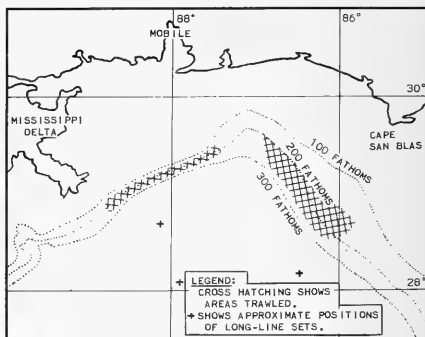 88°
86°
MOBILE
30°
MISSISSIPPI
DELTA
CAPE
SAN BLAS
100 FATHOMS
200 FATHOMS
300 FATHOMS
28°
LEGEND:
CROSS HATCHING SHOWS
AREAS TRAWLED.
+SHOWS APPROXIMATE POSITIONS
OF LONG-LINE SETS.